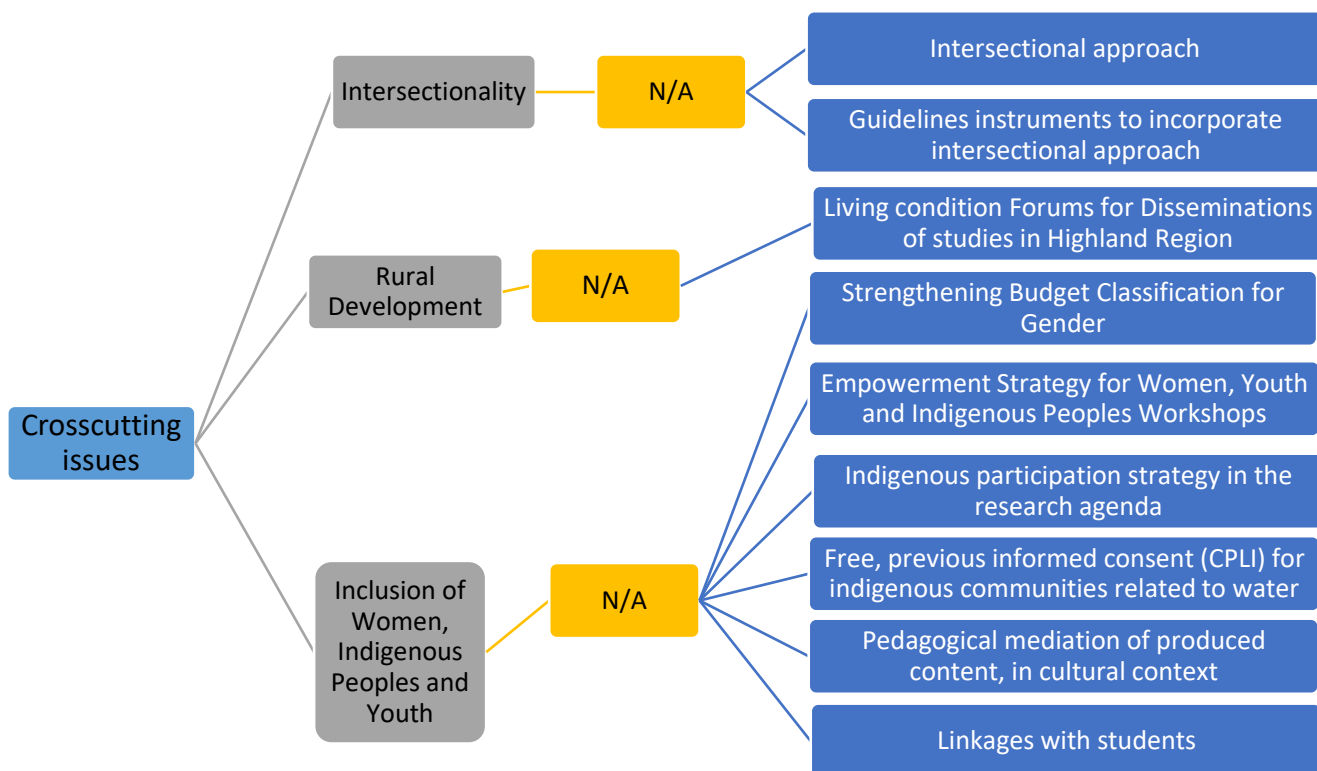 Crosscutting
issues
Intersectionality
N/A
Intersectional approach
Guidelines instruments to incorporate
intersectional approach
Rural
Development
N/A
Living condition Forums for Disseminations
of studies in Highland Region
Inclusion of
Women,
Indigenous
Peoples and
Youth
N/A
Strengthening Budget Classification for
Gender
Empowerment Strategy for Women, Youth
and Indigenous Peoples Workshops
Indigenous participation strategy in the
research agenda
Free, previous informed consent (CPLI) for
indigenous communities related to water
Pedagogical mediation of produced
content, in cultural context
Linkages with students